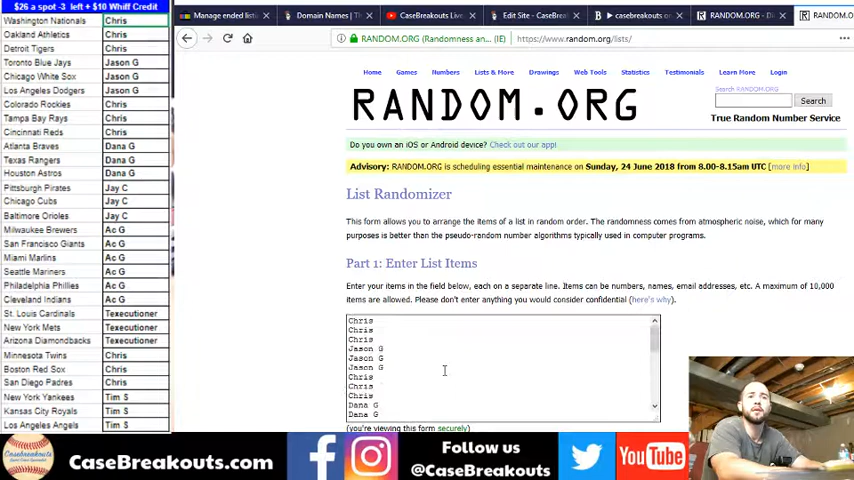 $26 a spot -3 left + $10 Whiff Credit
Washington Nationals Chris
Oakland Athletics Chris
Detroit Tigers Chris
Toronto Blue Jays Jason G
Chicago White Sox Jason G
Los Angeles Dodgers Jason G
Colorado Rockies Chris
Tampa Bay Rays Chris
Cincinnati Reds Chris
Atlanta Braves Dana G
Texas Rangers Dana G
Houston Astros Dana G
Pittsburgh Pirates Jay C
Chicago Cubs Jay C
Baltimore Orioles Jay C
Milwaukee Brewers Ac G
San Francisco Giants Ac G
Miami Marlins Ac G
Seattle Mariners Ac G
Philadelphia Phillies Ac G
Cleveland Indians Ac G
St. Louis Cardinals Texecutioner
New York Mets Texecutioner
Arizona Diamondbacks Texecutioner
Minnesota Twins Chris
Boston Red Sox Chris
San Diego Padres Chris
New York Yankees Tim S
Kansas City Royals Tim S
Los Angeles Angels Tim S
Manage ended listi
Domain Names | Th
CaseBreakouts Live
Edit Site - CaseBrea
casebreakouts on
RANDOM.ORG - D
RANDOM.OR
RANDOM.ORG (Randomness an... (IE)
https://www.random.org/lists/
Home Games Numbers Lists & More Drawings Web Tools Statistics Testimonials Learn More Login
RANDOM.ORG
Search RANDOM.ORG
Search
True Random Number Service
Do you own an iOS or Android device? Check out our app!
Advisory: RANDOM.ORG is scheduling essential maintenance on Sunday, 24 June 2018 from 8.00-8.15am UTC [more info]
List Randomizer
This form allows you to arrange the items of a list in random order. The randomness comes from atmospheric noise, which for many
purposes is better than the pseudo-random number algorithms typically used in computer programs.
Part 1: Enter List Items
Enter your items in the field below, each on a separate line. Items can be numbers, names, email addresses, etc. A maximum of 10,000
items are allowed. Please don't enter anything you would consider confidential (here's why).
Chris
Chris
Chris
Jason G
Jason G
Jason G
Chris
Chris
Chris
Dana G
Dana G
(you're viewing this form securely)
Casebreakouts
CaseBreakouts.com
Follow us
@CaseBreakouts
YouTube